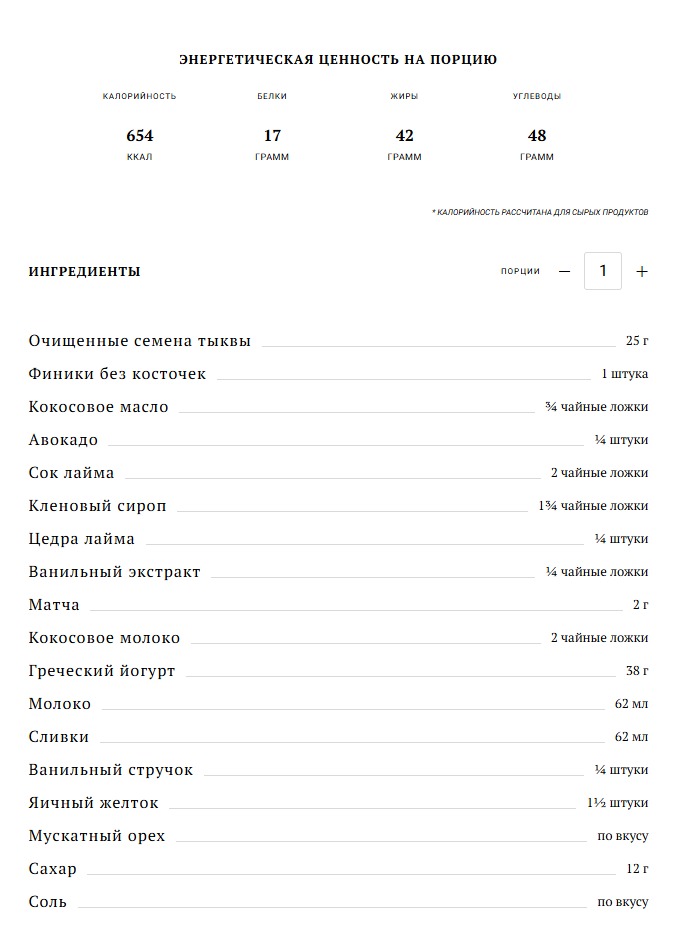 ЭНЕРГЕТИЧЕСКАЯ ЦЕННОСТЬ НА ПОРЦИЮ
КАЛОРИЙНОСТЬ БЕЛКИ ЖИРЫ УГЛЕВОДЫ
654 17 42 48
ККАЛ ГРАММ ГРАММ ГРАММ
* КАЛОРИЙНОСТЬ РАССЧИТАНА ДЛЯ СЫРЫХ ПРОДУКТОВ
ИНГРЕДИЕНТЫ ПОРЦИИ − 1 +
Очищенные семена тыквы 25 г
Финики без косточек 1 штука
Кокосовое масло ¾ чайные ложки
Авокадо ¼ штуки
Сок лайма 2 чайные ложки
Кленовый сироп 1¾ чайные ложки
Цедра лайма ¼ штуки
Ванильный экстракт ¼ чайные ложки
Матча 2 г
Кокосовое молоко 2 чайные ложки
Греческий йогурт 38 г
Молоко 62 мл
Сливки 62 мл
Ванильный стручок ¼ штуки
Яичный желток 1½ штуки
Мускатный орех по вкусу
Сахар 12 г
Соль по вкусу